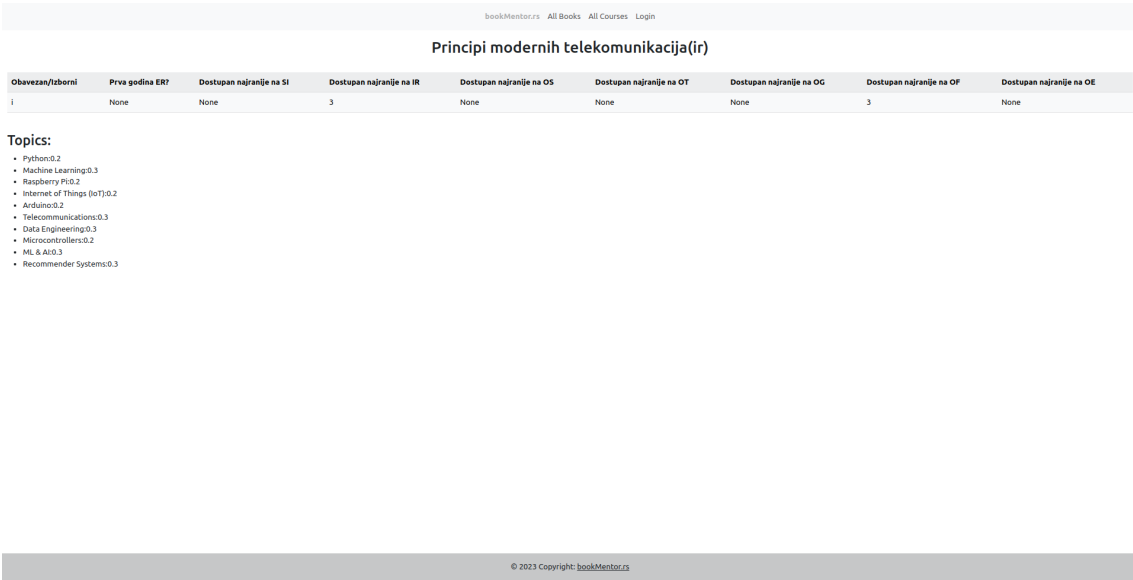 bookMentor.rs All Books All Courses Login
Principi modernih telekomunikacija(ir)
Obavezan/Izborni Prva godina ER? Dostupan najranije na SI Dostupan najranije na IR Dostupan najranije na OS Dostupan najranije na OT Dostupan najranije na OG Dostupan najranije na OF Dostupan najranije na OE
i None None 3 None None None 3 None
Topics:
• Python:0.2
• Machine Learning:0.3
• Raspberry Pi:0.2
• Internet of Things (IoT):0.2
• Arduino:0.2
• Telecommunications:0.3
• Data Engineering:0.3
• Microcontrollers:0.2
• ML & AI:0.3
• Recommender Systems:0.3
© 2023 Copyright: bookMentor.rs